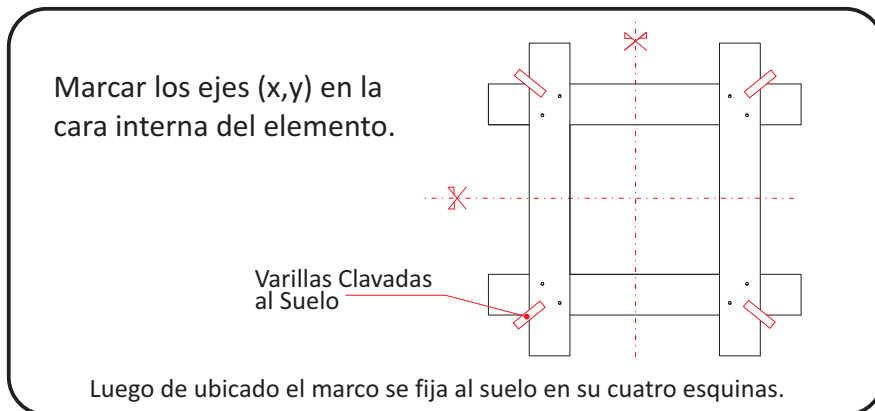 Marcar los ejes (x,y) en la
cara interna del elemento.
Varillas Clavadas
al Suelo
Luego de ubicado el marco se fija al suelo en su cuatro esquinas.